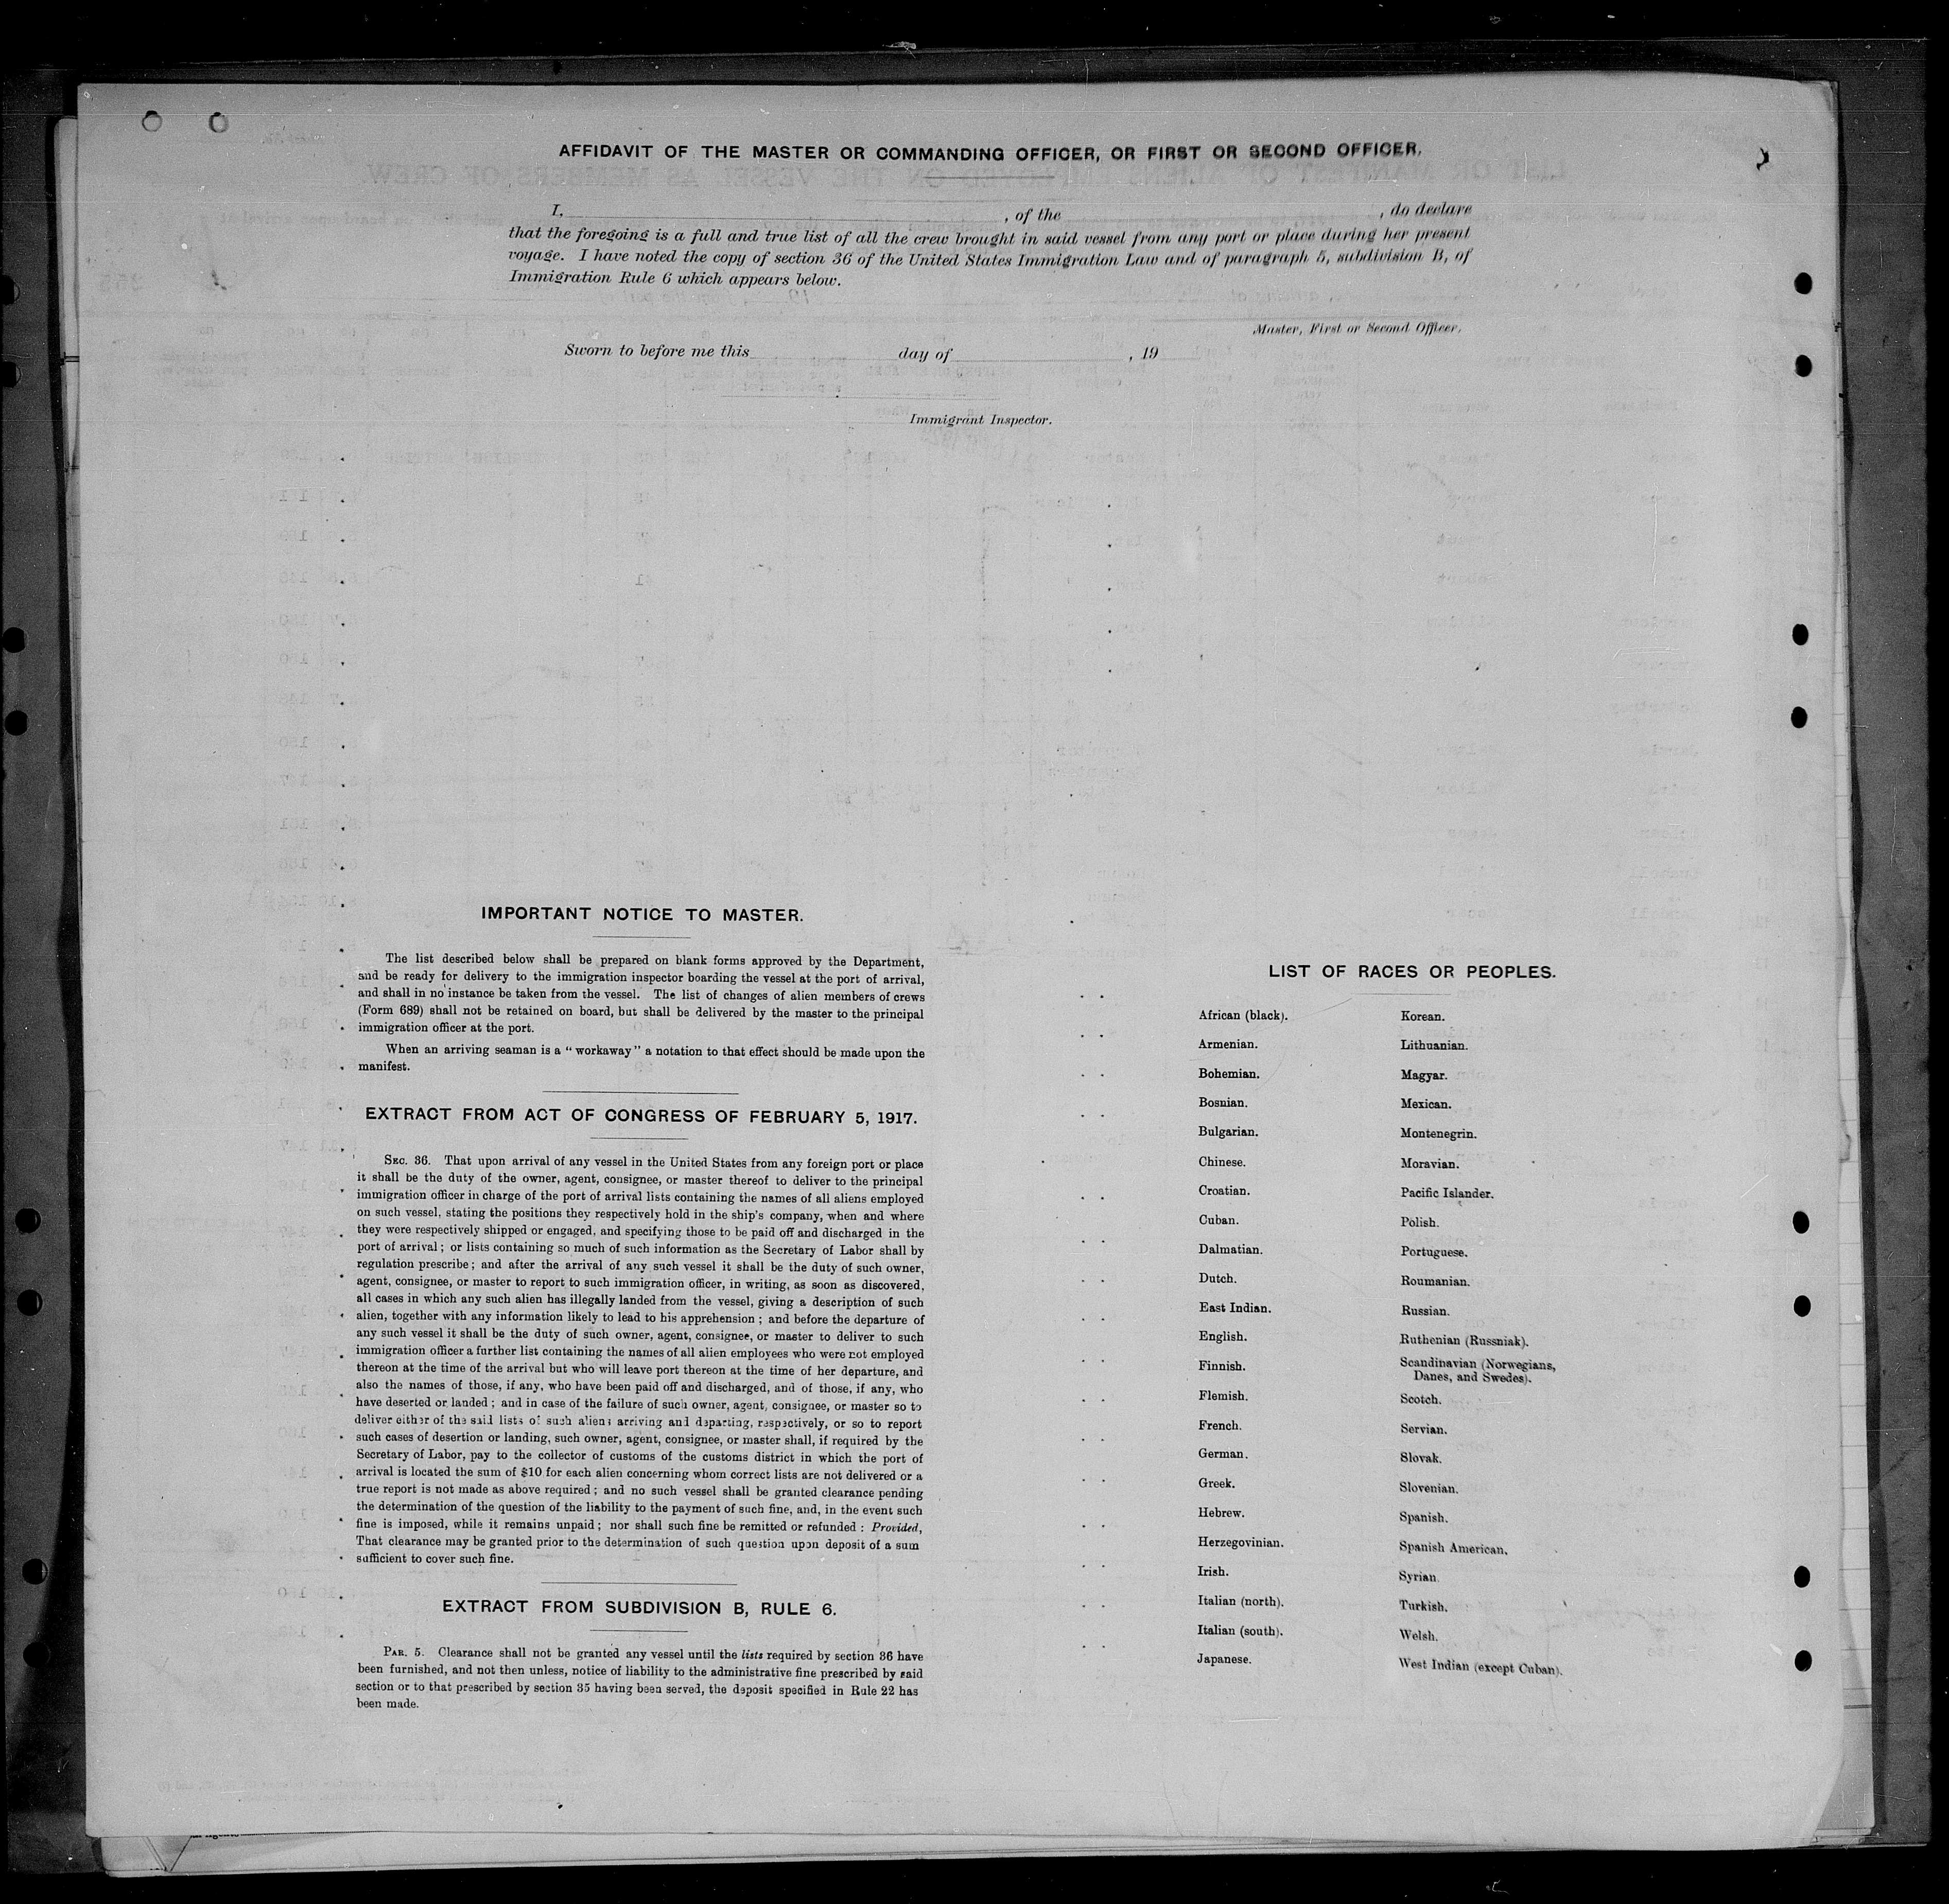 AFFIDAVIT OF THE MASTER OR COMMANDING OFFICER, OR FIRST OR SECOND OFFICER.
I, , of the , do declare
that the foregoing is a full and true list of all the crew brought in said vessel from any port or place during her present
voyage. I have noted the copy of section 36 of the United States Immigration Law and of paragraph 5, subdivision B, of
Immigration Rule 6 which appears below.
Master, First or Second Officer.
Sworn to before me this day of , 19
Immigrant Inspector.
IMPORTANT NOTICE TO MASTER.
The list described below shall be prepared on blank forms approved by the Department,
and be ready for delivery to the immigration inspector boarding the vessel at the port of arrival,
and shall in no instance be taken from the vessel. The list of changes of alien members of crews
(Form 689) shall not be retained on board, but shall be delivered by the master to the principal
immigration officer at the port.
When an arriving seaman is a "workaway" a notation to that effect should be made upon the
manifest.
EXTRACT FROM ACT OF CONGRESS OF FEBRUARY 5, 1917.
SEC. 36. That upon arrival of any vessel in the United States from any foreign port or place
it shall be the duty of the owner, agent, consignee, or master thereof to deliver to the principal
immigration officer in charge of the port of arrival lists containing the names of all aliens employed
on such vessel, stating the positions they respectively hold in the ship's company, when and where
they were respectively shipped or engaged, and specifying those to be paid off and discharged in the
port of arrival; or lists containing so much of such information as the Secretary of Labor shall by
regulation prescribe; and after the arrival of any such vessel it shall be the duty of such owner,
agent, consignee, or master to report to such immigration officer, in writing, as soon as discovered,
all cases in which any such alien has illegally landed from the vessel, giving a description of such
alien, together with any information likely to lead to his apprehension; and before the departure of
any such vessel it shall be the duty of such owner, agent, consignee, or master to deliver to such
immigration officer a further list containing the names of all alien employees who were not employed
thereon at the time of the arrival but who will leave port thereon at the time of her departure, and
also the names of those, if any, who have been paid off and discharged, and of those, if any, who
have deserted or landed; and in case of the failure of such owner, agent, consignee, or master so to
deliver either of the said lists of such aliens arriving and departing, respectively, or so to report
such cases of desertion or landing, such owner, agent, consignee, or master shall, if required by the
Secretary of Labor, pay to the collector of customs of the customs district in which the port of
arrival is located the sum of $10 for each alien concerning whom correct lists are not delivered or a
true report is not made as above required; and no such vessel shall be granted clearance pending
the determination of the question of the liability to the payment of such fine, and, in the event such
fine is imposed, while it remains unpaid; nor shall such fine be remitted or refunded: Provided,
That clearance may be granted prior to the determination of such question upon deposit of a sum
sufficient to cover such fine.
EXTRACT FROM SUBDIVISION B, RULE 6.
PAR. 5. Clearance shall not be granted any vessel until the lists required by section 36 have
been furnished, and not then unless, notice of liability to the administrative fine prescribed by said
section or to that prescribed by section 35 having been served, the deposit specified in Rule 22 has
been made.
LIST OF RACES OR PEOPLES.
African (black).
Armenian.
Bohemian.
Bosnian.
Bulgarian.
Chinese.
Croatian.
Cuban.
Dalmatian.
Dutch.
East Indian.
English.
Finnish.
Flemish.
French.
German.
Greek.
Hebrew.
Herzegovinian.
Irish.
Italian (north).
Italian (south).
Japanese.
Korean.
Lithuanian.
Magyar.
Mexican.
Montenegrin.
Moravian.
Pacific Islander.
Polish.
Portuguese.
Roumanian.
Russian.
Ruthenian (Russniak).
Scandinavian (Norwegians,
Danes, and Swedes).
Scotch.
Servian.
Slovak.
Slovenian.
Spanish.
Spanish American.
Syrian.
Turkish.
Welsh.
West Indian (except Cuban).